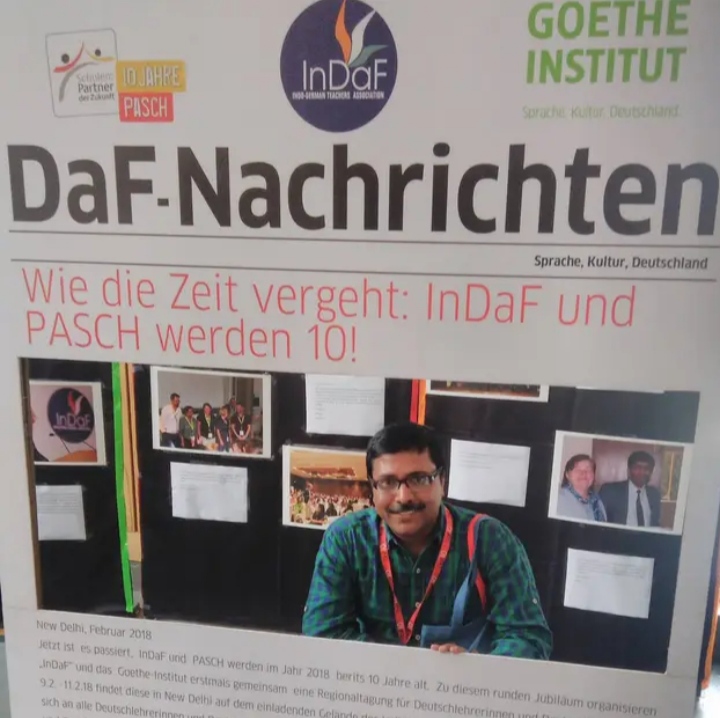 Schulen:
Partner
der Zukunft
10 JAHRE
PASCH
InDaF
INDO-GERMAN TEACHERS ASSOCIATION
GOETHE
INSTITUT
Sprache. Kultur. Deutschland.
DaF-Nachrichten
Sprache, Kultur, Deutschland
Wie die Zeit vergeht: InDaF und
PASCH werden 10!
InDaF
New Delhi, Februar 2018
Jetzt ist es passiert, InDaF und PASCH werden im Jahr 2018 berits 10 Jahre alt. Zu diesem runden Jubiläum organisieren
„InDaF" und das Goethe-Institut erstmals gemeinsam eine Regionaltagung für Deutschlehrerinnen und
9.2. -11.2.18 findet diese in New Delhi auf dem einladenden Gelände
sich an alle Deutschlehrerinnen und